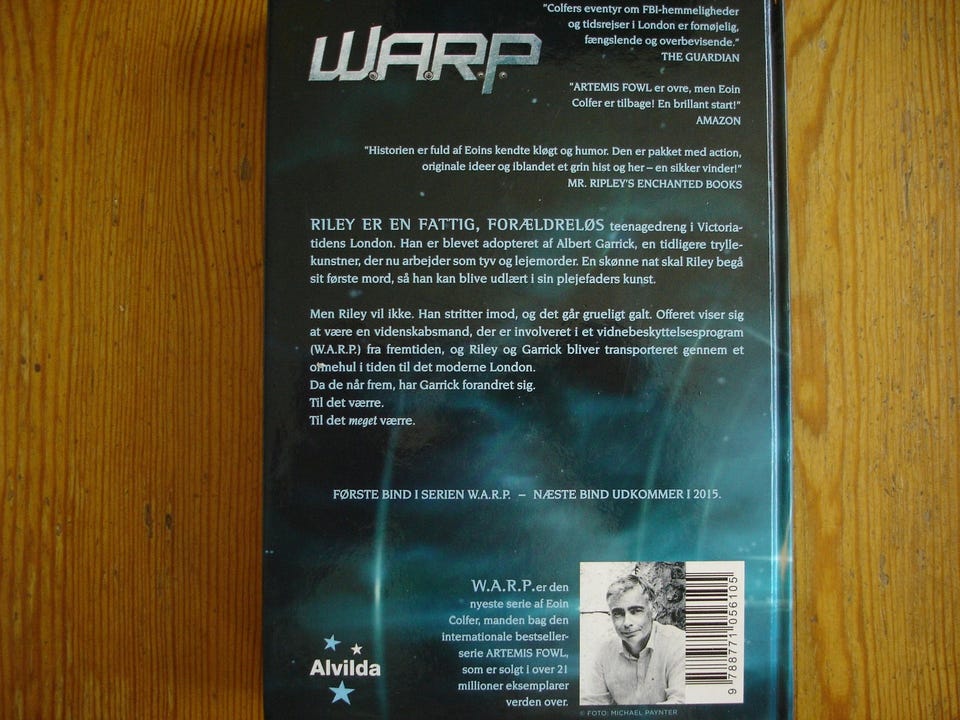 "Colfers eventyr om FBI-hemmeligheder
og tidsrejser i London er fornøjelig,
fængslende og overbevisende."
THE GUARDIAN
W.A.R.P.
"ARTEMIS FOWL er ovre, men Eoin
Colfer er tilbage! En brillant start!"
AMAZON
"Historien er fuld af Eoins kendte kløgt og humor. Den er pakket med action,
originale ideer og iblandet et grin hist og her – en sikker vinder!"
MR. RIPLEY'S ENCHANTED BOOKS
RILEY ER EN FATTIG, FORÆLDRELØS teenagedreng i Victoria-
tidens London. Han er blevet adopteret af Albert Garrick, en tidligere trylle-
kunstner, der nu arbejder som tyv og lejemorder. En skønne nat skal Riley begå
sit første mord, så han kan blive udlært i sin plejefaders kunst.
Men Riley vil ikke. Han stritter imod, og det går grueligt galt. Offeret viser sig
at være en videnskabsmand, der er involveret i et vidnebeskyttelsesprogram
(W.A.R.P.) fra fremtiden, og Riley og Garrick bliver transporteret gennem et
ormehul i tiden til det moderne London.
Da de når frem, har Garrick forandret sig.
Til det værre.
Til det meget værre.
FØRSTE BIND I SERIEN W.A.R.P. – NÆSTE BIND UDKOMMER I 2015.
W.A.R.P. er den
nyeste serie af Eoin
Colfer, manden bag den
internationale bestseller-
serie ARTEMIS FOWL,
som er solgt i over 21
millioner eksemplarer
verden over.
Alvilda
© FOTO: MICHAEL PAYNTER
9 788771 056105